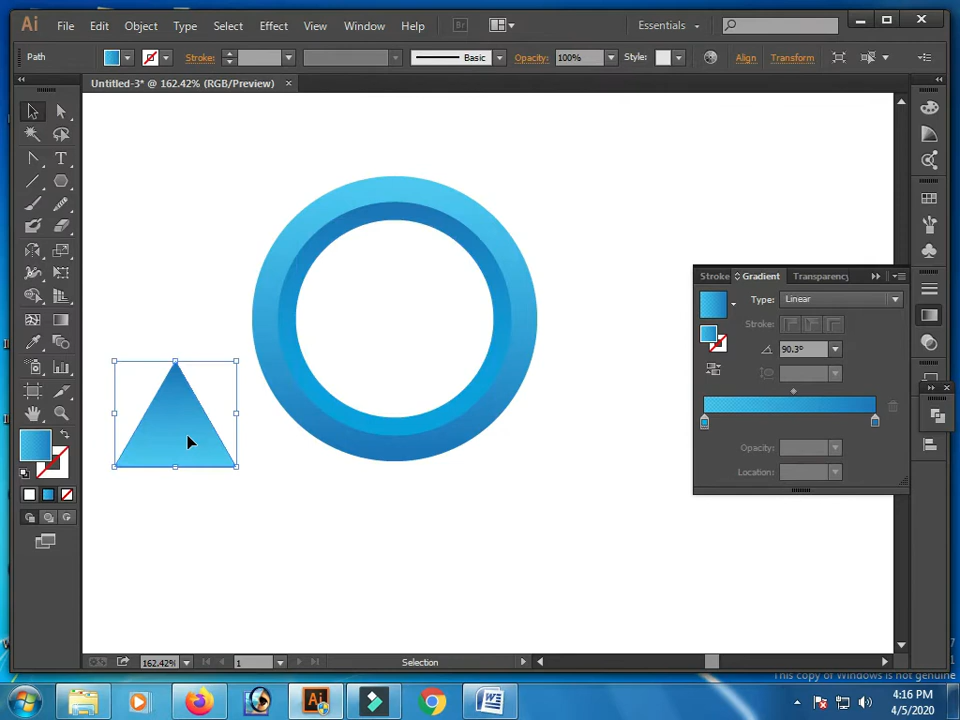 Ai File Edit Object Type Select Effect View Window Help Br Essentials
Path Stroke: Basic Opacity: 100% Style: Align Transform
Untitled-3* @ 162.42% (RGB/Preview)
Stroke Gradient Transparency
Type: Linear
Stroke:
90.3°
Opacity:
Location:
162.42% 1 Selection
This copy of Windows is not genuine
4:16 PM
4/5/2020